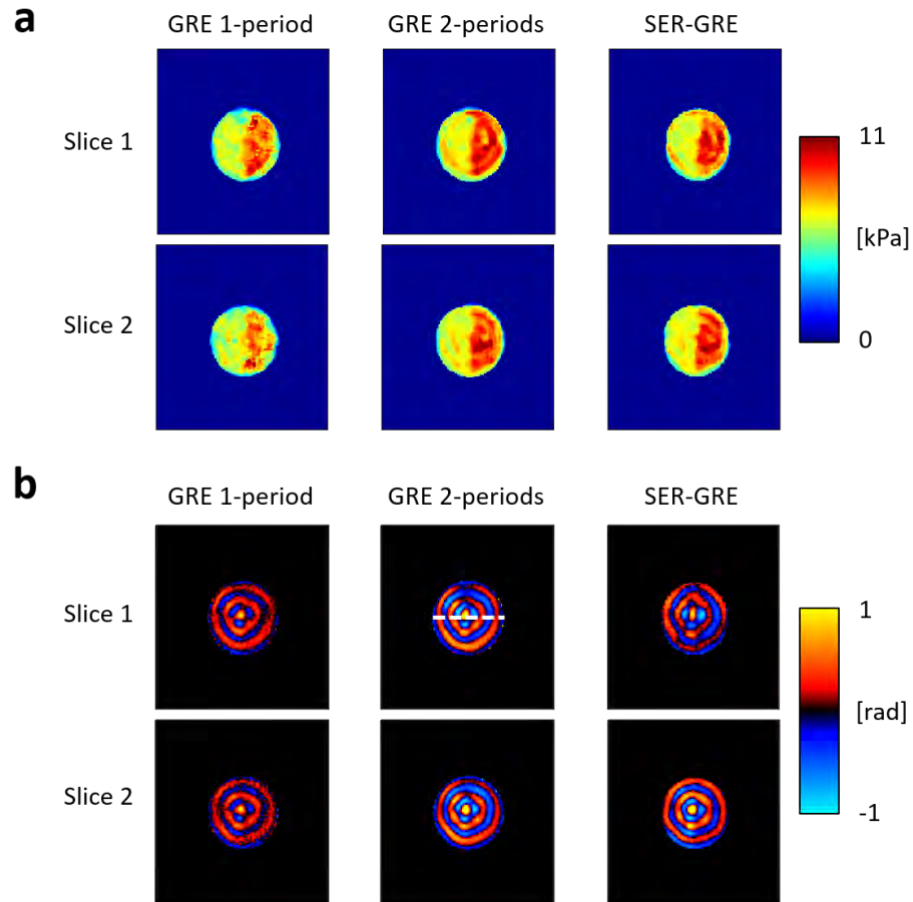 a
GRE 1-period GRE 2-periods SER-GRE
Slice 1
11
[kPa]
Slice 2
0
b
GRE 1-period GRE 2-periods SER-GRE
Slice 1
1
[rad]
Slice 2
-1